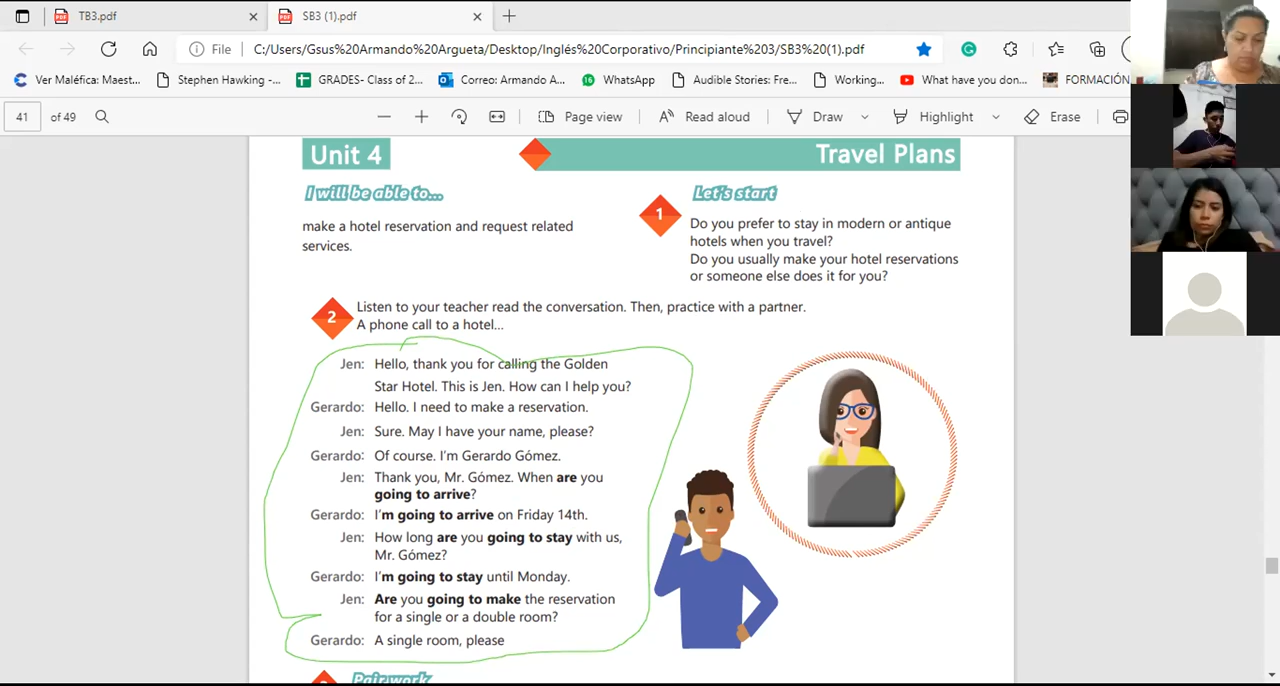 TB3.pdf
SB3 (1).pdf
File
C:/Users/Gsus%20Armando%20Argueta/Desktop/Inglés%20Corporativo/Principiante%203/SB3%20(1).pdf
Ver Maléfica: Maest...
Stephen Hawking -...
GRADES- Class of 2...
Correo: Armando A...
WhatsApp
Audible Stories: Fre...
Working...
What have you don...
FORMACIÓN
41
of 49
Page view
Read aloud
Draw
Highlight
Erase
Unit 4
Travel Plans
I will be able to...
make a hotel reservation and request related
services.
1
Let's start
Do you prefer to stay in modern or antique
hotels when you travel?
Do you usually make your hotel reservations
or someone else does it for you?
2
Listen to your teacher read the conversation. Then, practice with a partner.
A phone call to a hotel...
Jen: Hello, thank you for calling the Golden
Star Hotel. This is Jen. How can I help you?
Gerardo: Hello. I need to make a reservation.
Jen: Sure. May I have your name, please?
Gerardo: Of course. I'm Gerardo Gómez.
Jen: Thank you, Mr. Gómez. When are you
going to arrive?
Gerardo: I'm going to arrive on Friday 14th.
Jen: How long are you going to stay with us,
Mr. Gómez?
Gerardo: I'm going to stay until Monday.
Jen: Are you going to make the reservation
for a single or a double room?
Gerardo: A single room, please
Pair work